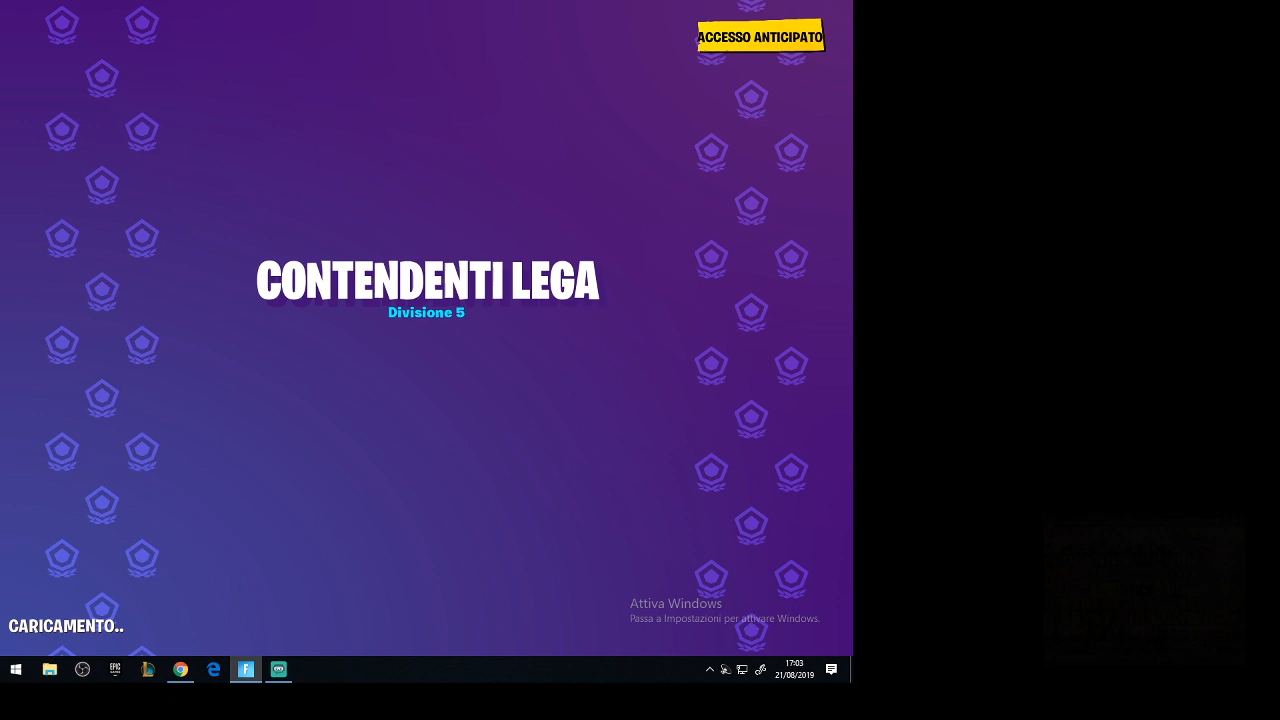 ACCESSO ANTICIPATO
CONTENDENTI LEGA
Divisione 5
Attiva Windows
Passa a Impostazioni per attivare Windows.
CARICAMENTO..
EPIC
F
17:03
21/08/2019